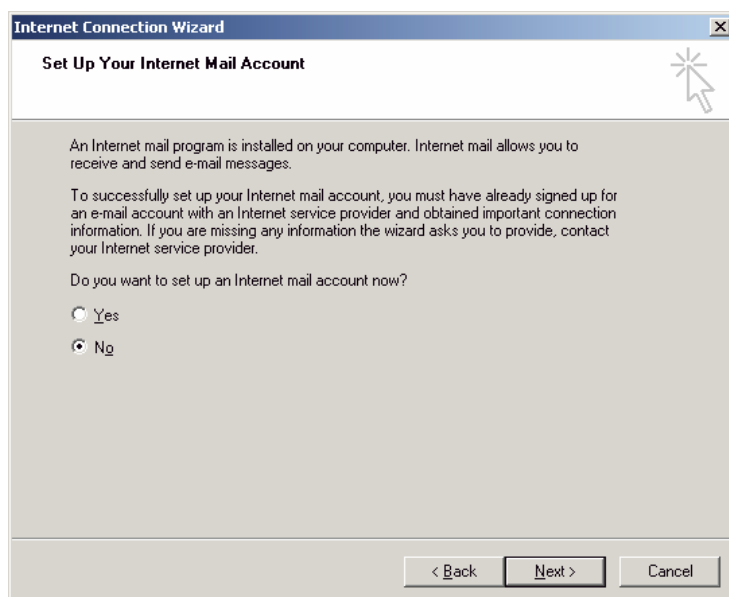 Internet Connection Wizard
Set Up Your Internet Mail Account
An Internet mail program is installed on your computer. Internet mail allows you to
receive and send e-mail messages.
To successfully set up your Internet mail account, you must have already signed up for
an e-mail account with an Internet service provider and obtained important connection
information. If you are missing any information the wizard asks you to provide, contact
your Internet service provider.
Do you want to set up an Internet mail account now?
Yes
No
< Back Next > Cancel